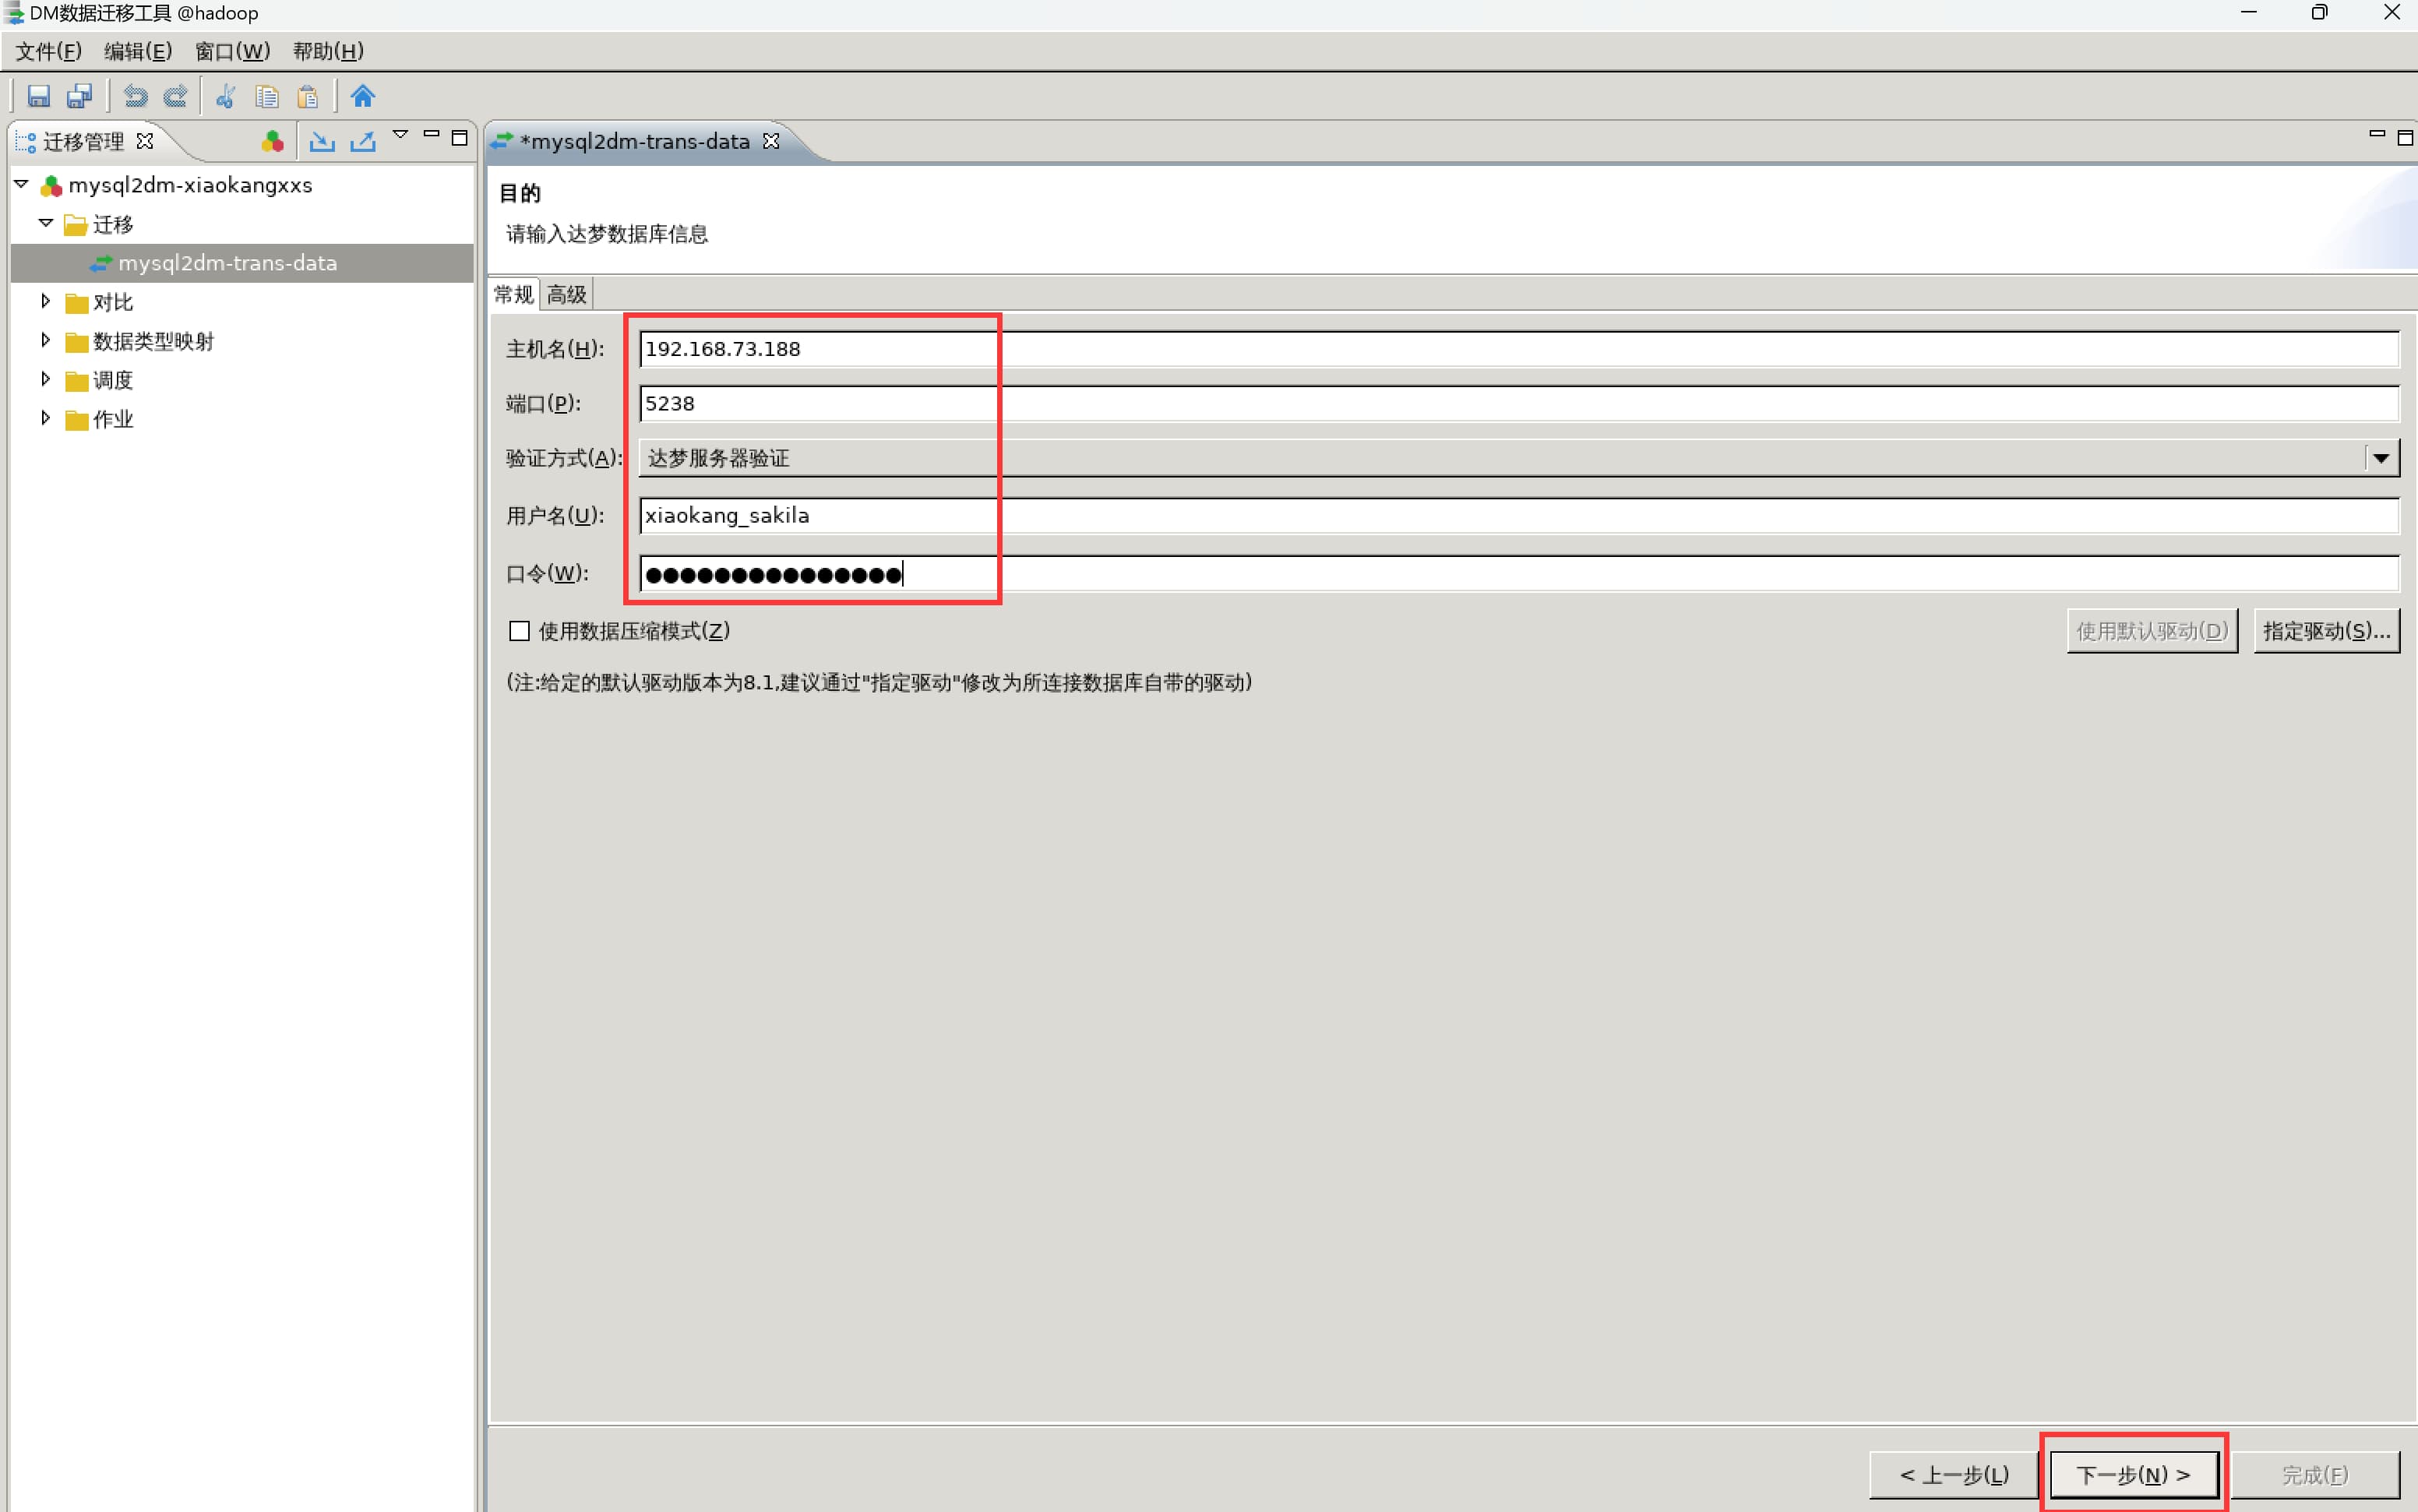 DM数据迁移工具 @hadoop
文件(F) 编辑(E) 窗口(W) 帮助(H)
迁移管理
*mysql2dm-trans-data
mysql2dm-xiaokangxxs
迁移
mysql2dm-trans-data
对比
数据类型映射
调度
作业
目的
请输入达梦数据库信息
常规 高级
主机名(H): 192.168.73.188
端口(P): 5238
验证方式(A): 达梦服务器验证
用户名(U): xiaokang_sakila
口令(W): ●●●●●●●●●●●●●●●
使用数据压缩模式(Z) 使用默认驱动(D) 指定驱动(S)...
(注:给定的默认驱动版本为8.1,建议通过"指定驱动"修改为所连接数据库自带的驱动)
< 上一步(L) 下一步(N) > 完成(F)